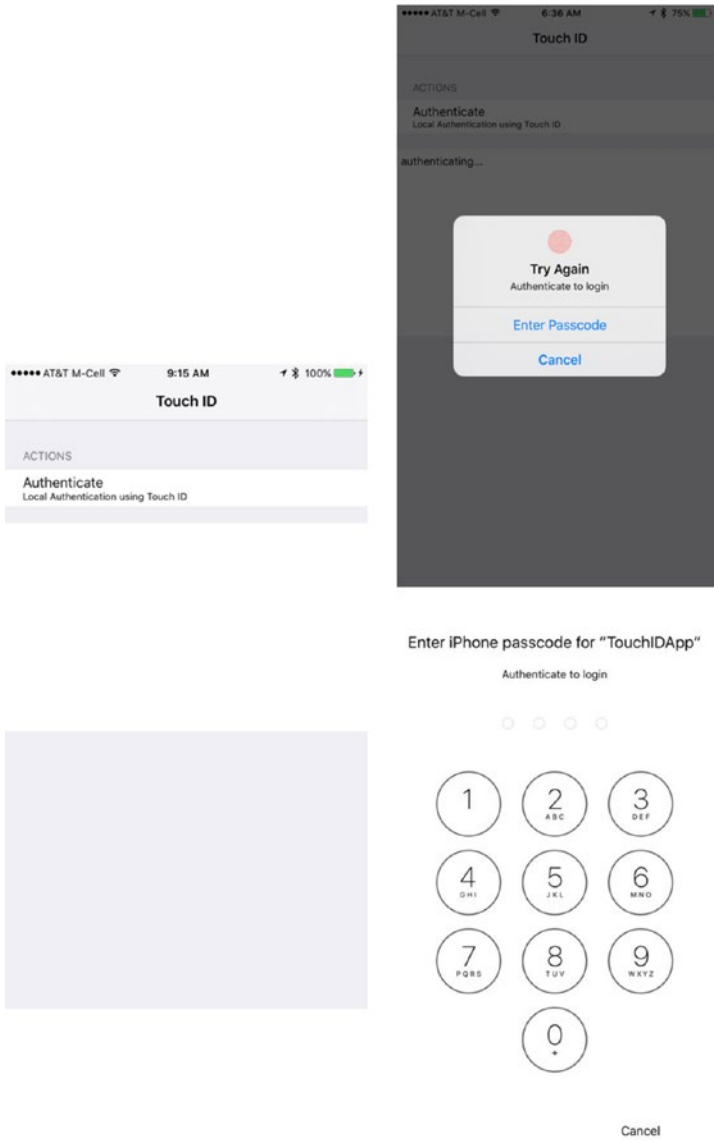 AT&T M-Cell 9:15 AM 100%
Touch ID
ACTIONS
Authenticate
Local Authentication using Touch ID
AT&T M-Cell 6:36 AM 75%
Touch ID
ACTIONS
Authenticate
Local Authentication using Touch ID
authenticating...
Try Again
Authenticate to login
Enter Passcode
Cancel
Enter iPhone passcode for “TouchIDApp”
Authenticate to login
1 2 3
ABC DEF
4 5 6
GHI JKL MNO
7 8 9
PQRS TUV WXYZ
0
+
Cancel